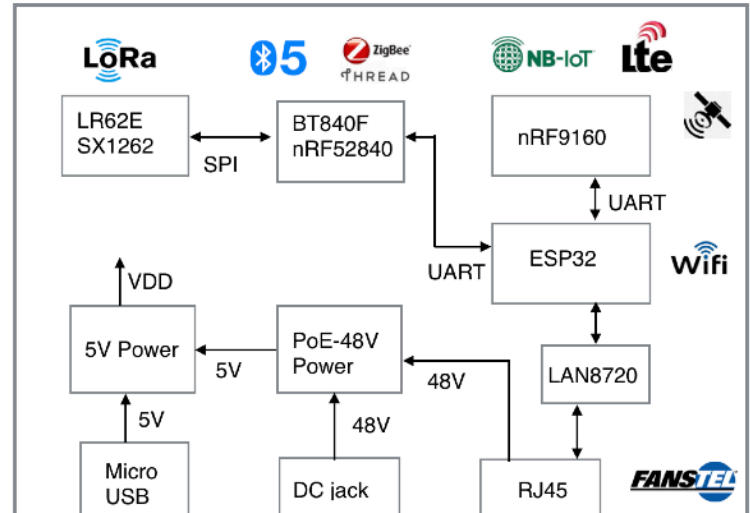 LoRa
5
ZigBee
THREAD
NB-IoT
Lte
LR62E
SX1262
SPI
BT840F
nRF52840
nRF9160
UART
UART
ESP32
Wifi
VDD
5V Power
5V
PoE-48V
Power
48V
LAN8720
5V
48V
Micro
USB
DC jack
RJ45
FANSTEL